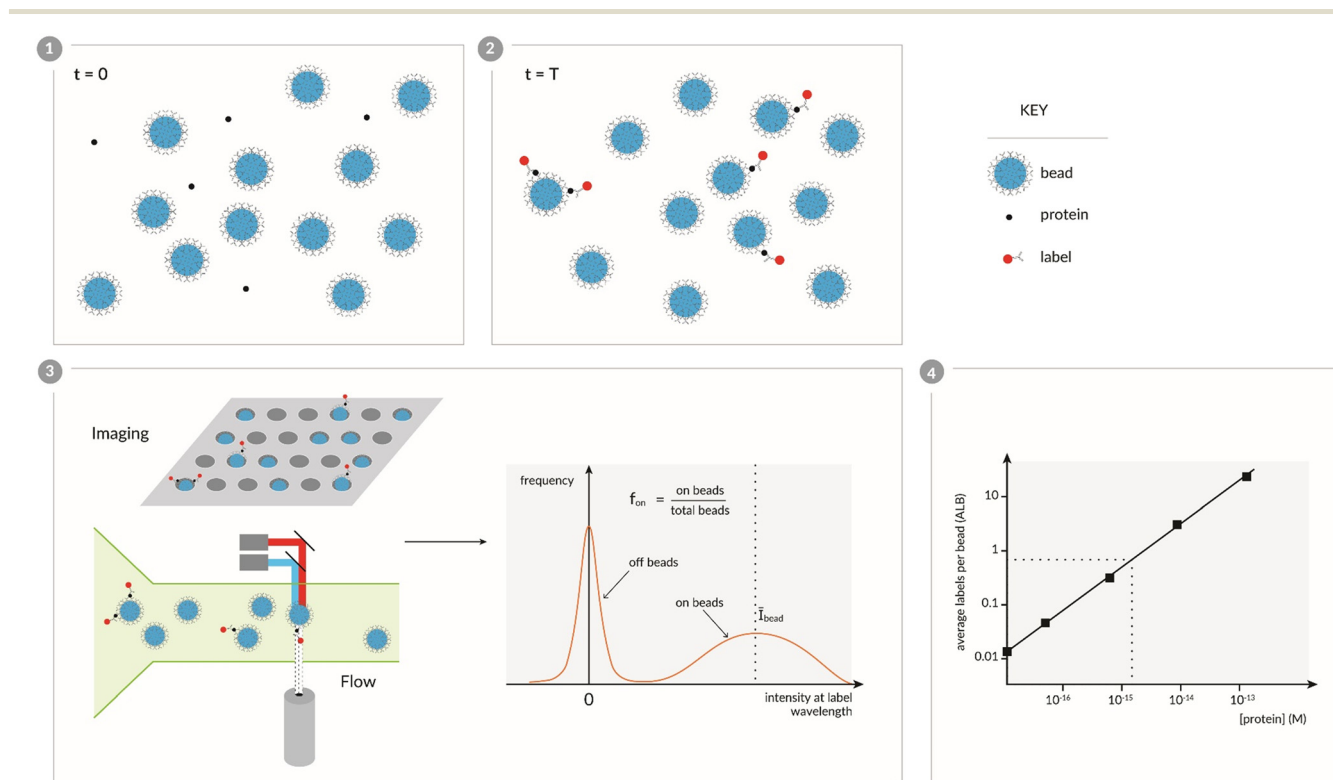 1
t = 0
2
t = T
KEY
bead
protein
label
3
Imaging
Flow
frequency
f_on = on beads / total beads
off beads
on beads
Ī_bead
0
intensity at label
wavelength
4
average labels per bead (ALB)
10
1
0.1
0.01
10⁻¹⁶
10⁻¹⁵
10⁻¹⁴
10⁻¹³
[protein] (M)